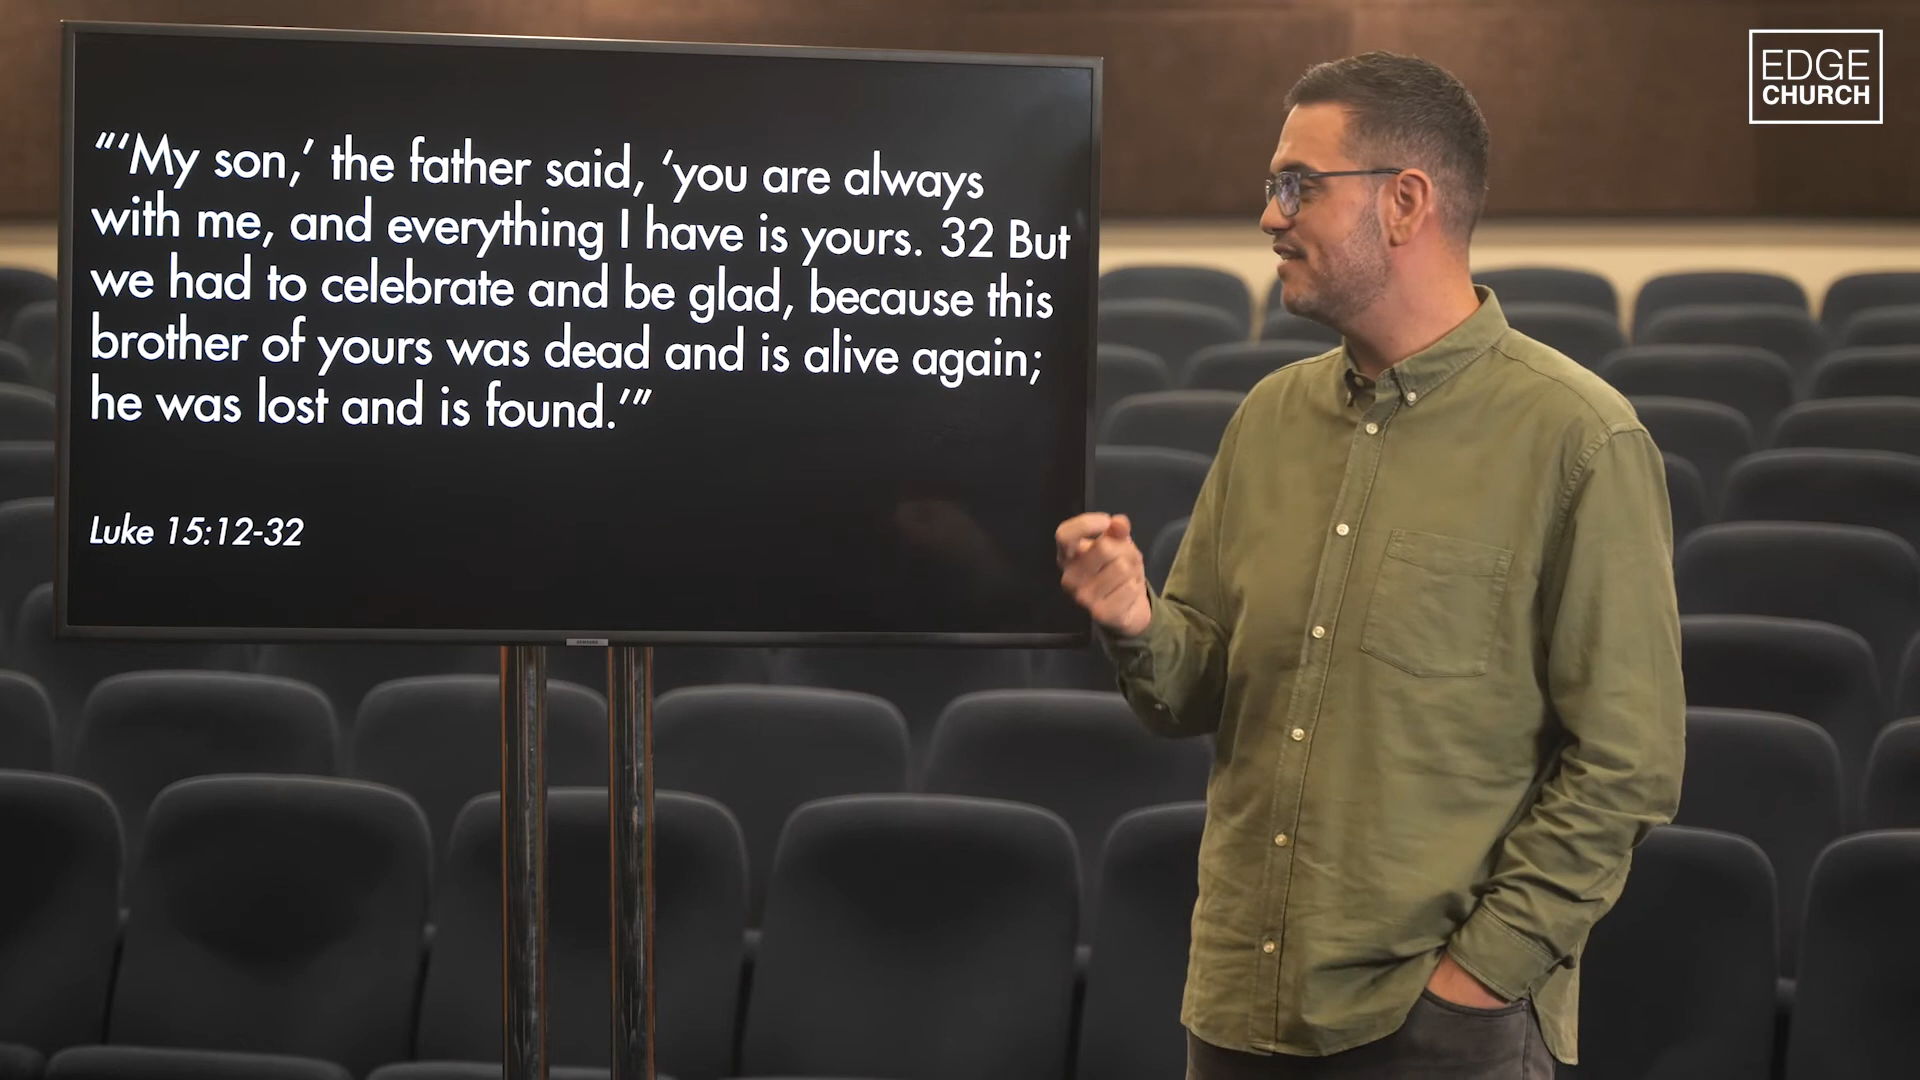 EDGE
CHURCH
“‘My son,’ the father said, ‘you are always
with me, and everything I have is yours. 32 But
we had to celebrate and be glad, because this
brother of yours was dead and is alive again;
he was lost and is found.’”
Luke 15:12-32
SAMSUNG